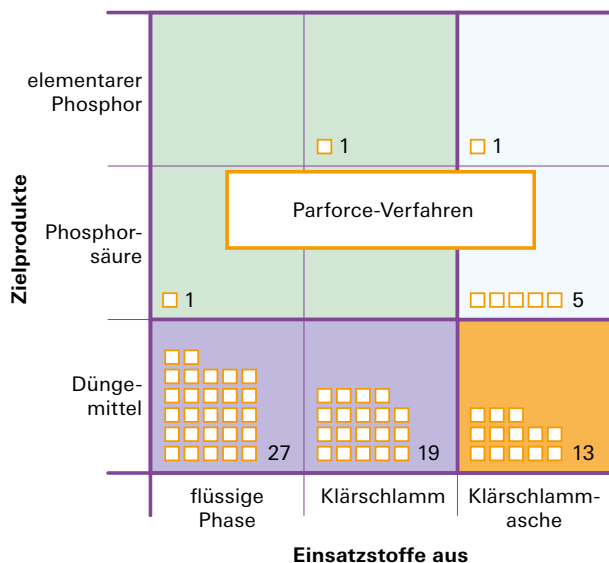 Zielprodukte
elementarer
Phosphor
1
1
Phosphor-
säure
Parforce-Verfahren
1
5
Dünge-
mittel
27
19
13
flüssige
Phase
Klärschlamm
Klärschlamm-
asche
Einsatzstoffe aus